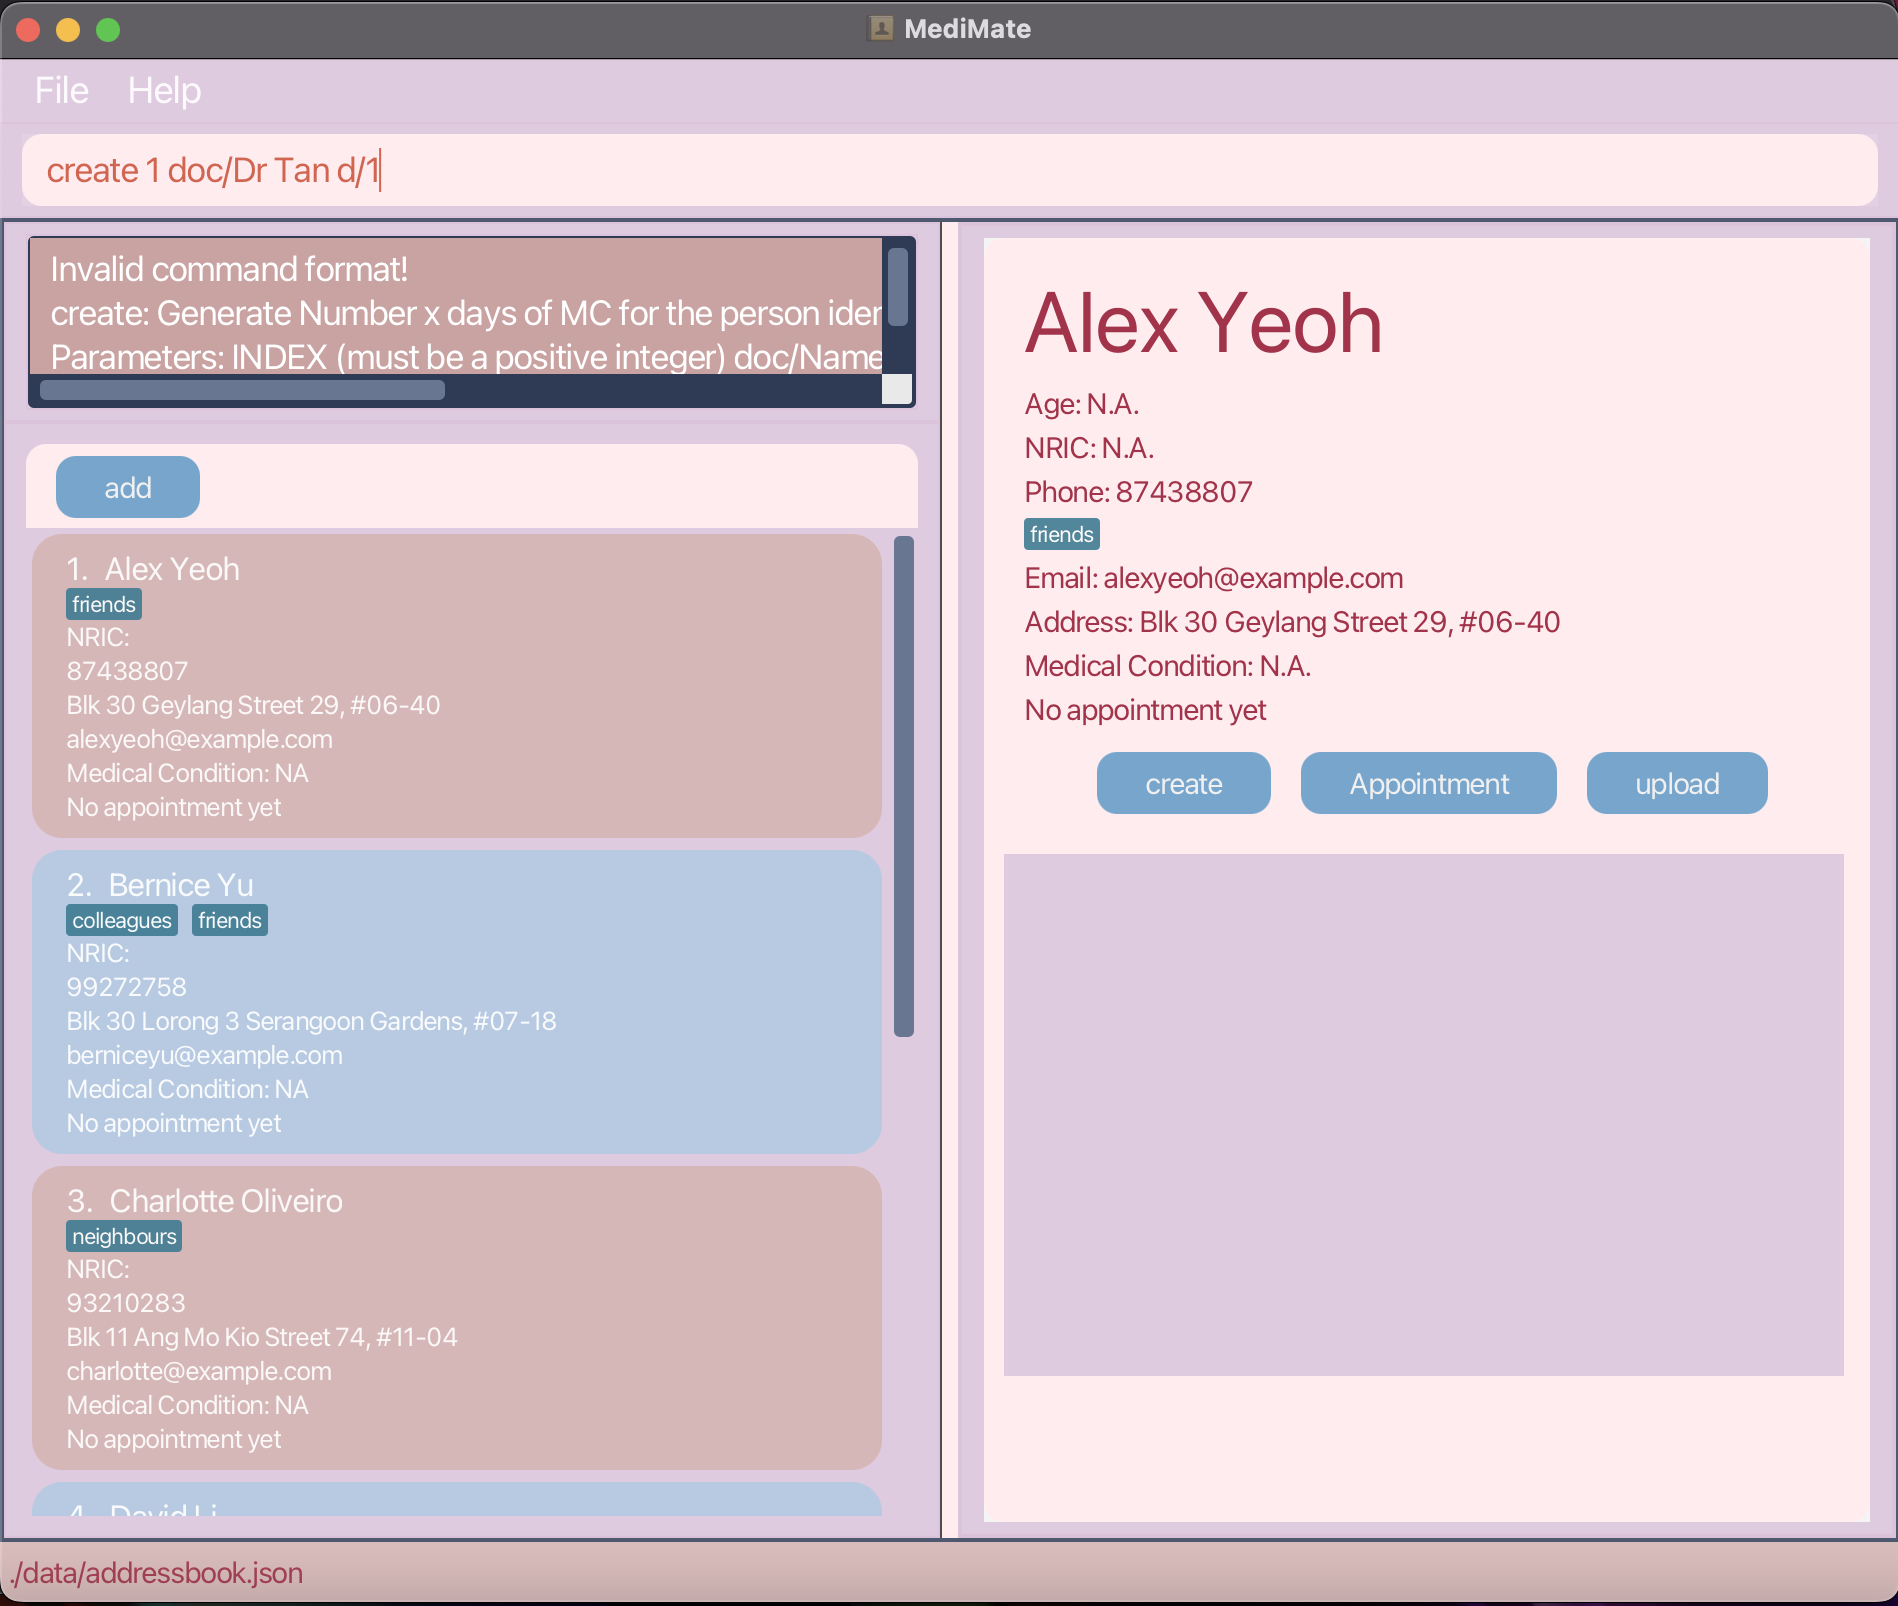 MediMate
File Help
create 1 doc/Dr Tan d/1
Invalid command format!
create: Generate Number x days of MC for the person
Parameters: INDEX (must be a positive integer) doc/Name
add
1. Alex Yeoh
friends
NRIC:
87438807
Blk 30 Geylang Street 29, #06-40
alexyeoh@example.com
Medical Condition: NA
No appointment yet
2. Bernice Yu
colleagues friends
NRIC:
99272758
Blk 30 Lorong 3 Serangoon Gardens, #07-18
berniceyu@example.com
Medical Condition: NA
No appointment yet
3. Charlotte Oliveiro
neighbours
NRIC:
93210283
Blk 11 Ang Mo Kio Street 74, #11-04
charlotte@example.com
Medical Condition: NA
No appointment yet
4. David Li
Alex Yeoh
Age: N.A.
NRIC: N.A.
Phone: 87438807
friends
Email: alexyeoh@example.com
Address: Blk 30 Geylang Street 29, #06-40
Medical Condition: N.A.
No appointment yet
create Appointment upload
./data/addressbook.json